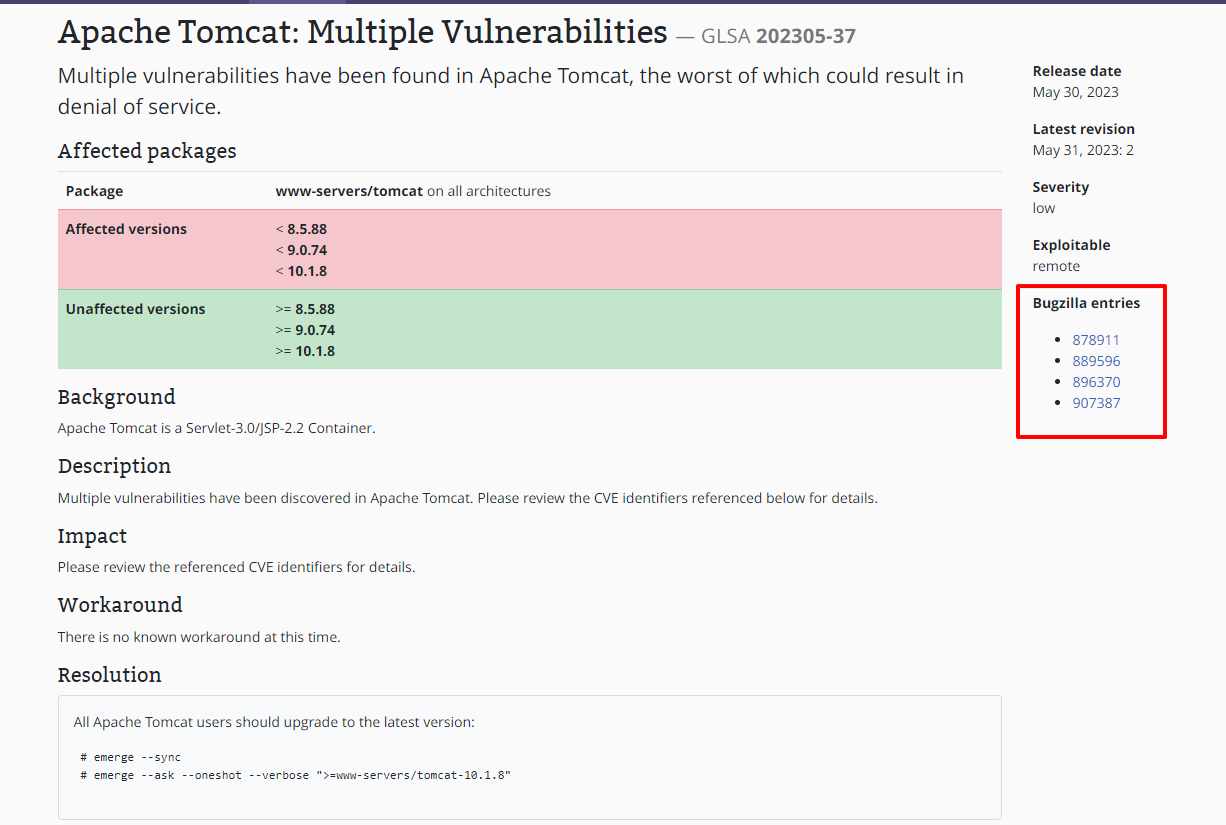 Apache Tomcat: Multiple Vulnerabilities — GLSA 202305-37
Multiple vulnerabilities have been found in Apache Tomcat, the worst of which could result in
denial of service.
Affected packages
Package www-servers/tomcat on all architectures
Affected versions < 8.5.88
< 9.0.74
< 10.1.8
Unaffected versions >= 8.5.88
>= 9.0.74
>= 10.1.8
Background
Apache Tomcat is a Servlet-3.0/JSP-2.2 Container.
Description
Multiple vulnerabilities have been discovered in Apache Tomcat. Please review the CVE identifiers referenced below for details.
Impact
Please review the referenced CVE identifiers for details.
Workaround
There is no known workaround at this time.
Resolution
All Apache Tomcat users should upgrade to the latest version:
# emerge --sync
# emerge --ask --oneshot --verbose ">=www-servers/tomcat-10.1.8"
Release date
May 30, 2023
Latest revision
May 31, 2023: 2
Severity
low
Exploitable
remote
Bugzilla entries
• 878911
• 889596
• 896370
• 907387